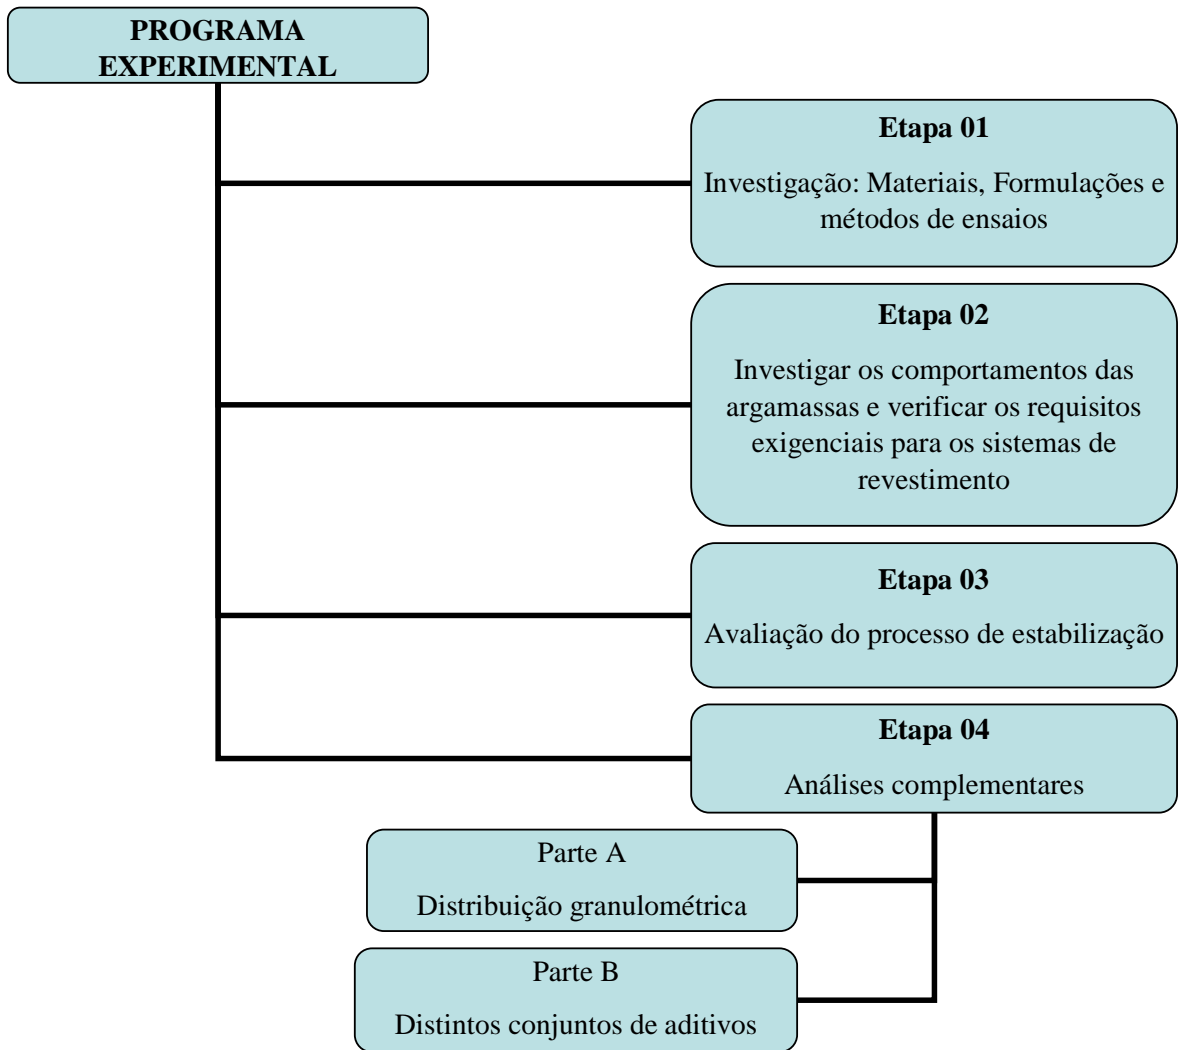 PROGRAMA
EXPERIMENTAL
Etapa 01
Investigação: Materiais, Formulações e
métodos de ensaios
Etapa 02
Investigar os comportamentos das
argamassas e verificar os requisitos
exigenciais para os sistemas de
revestimento
Etapa 03
Avaliação do processo de estabilização
Etapa 04
Análises complementares
Parte A
Distribuição granulométrica
Parte B
Distintos conjuntos de aditivos